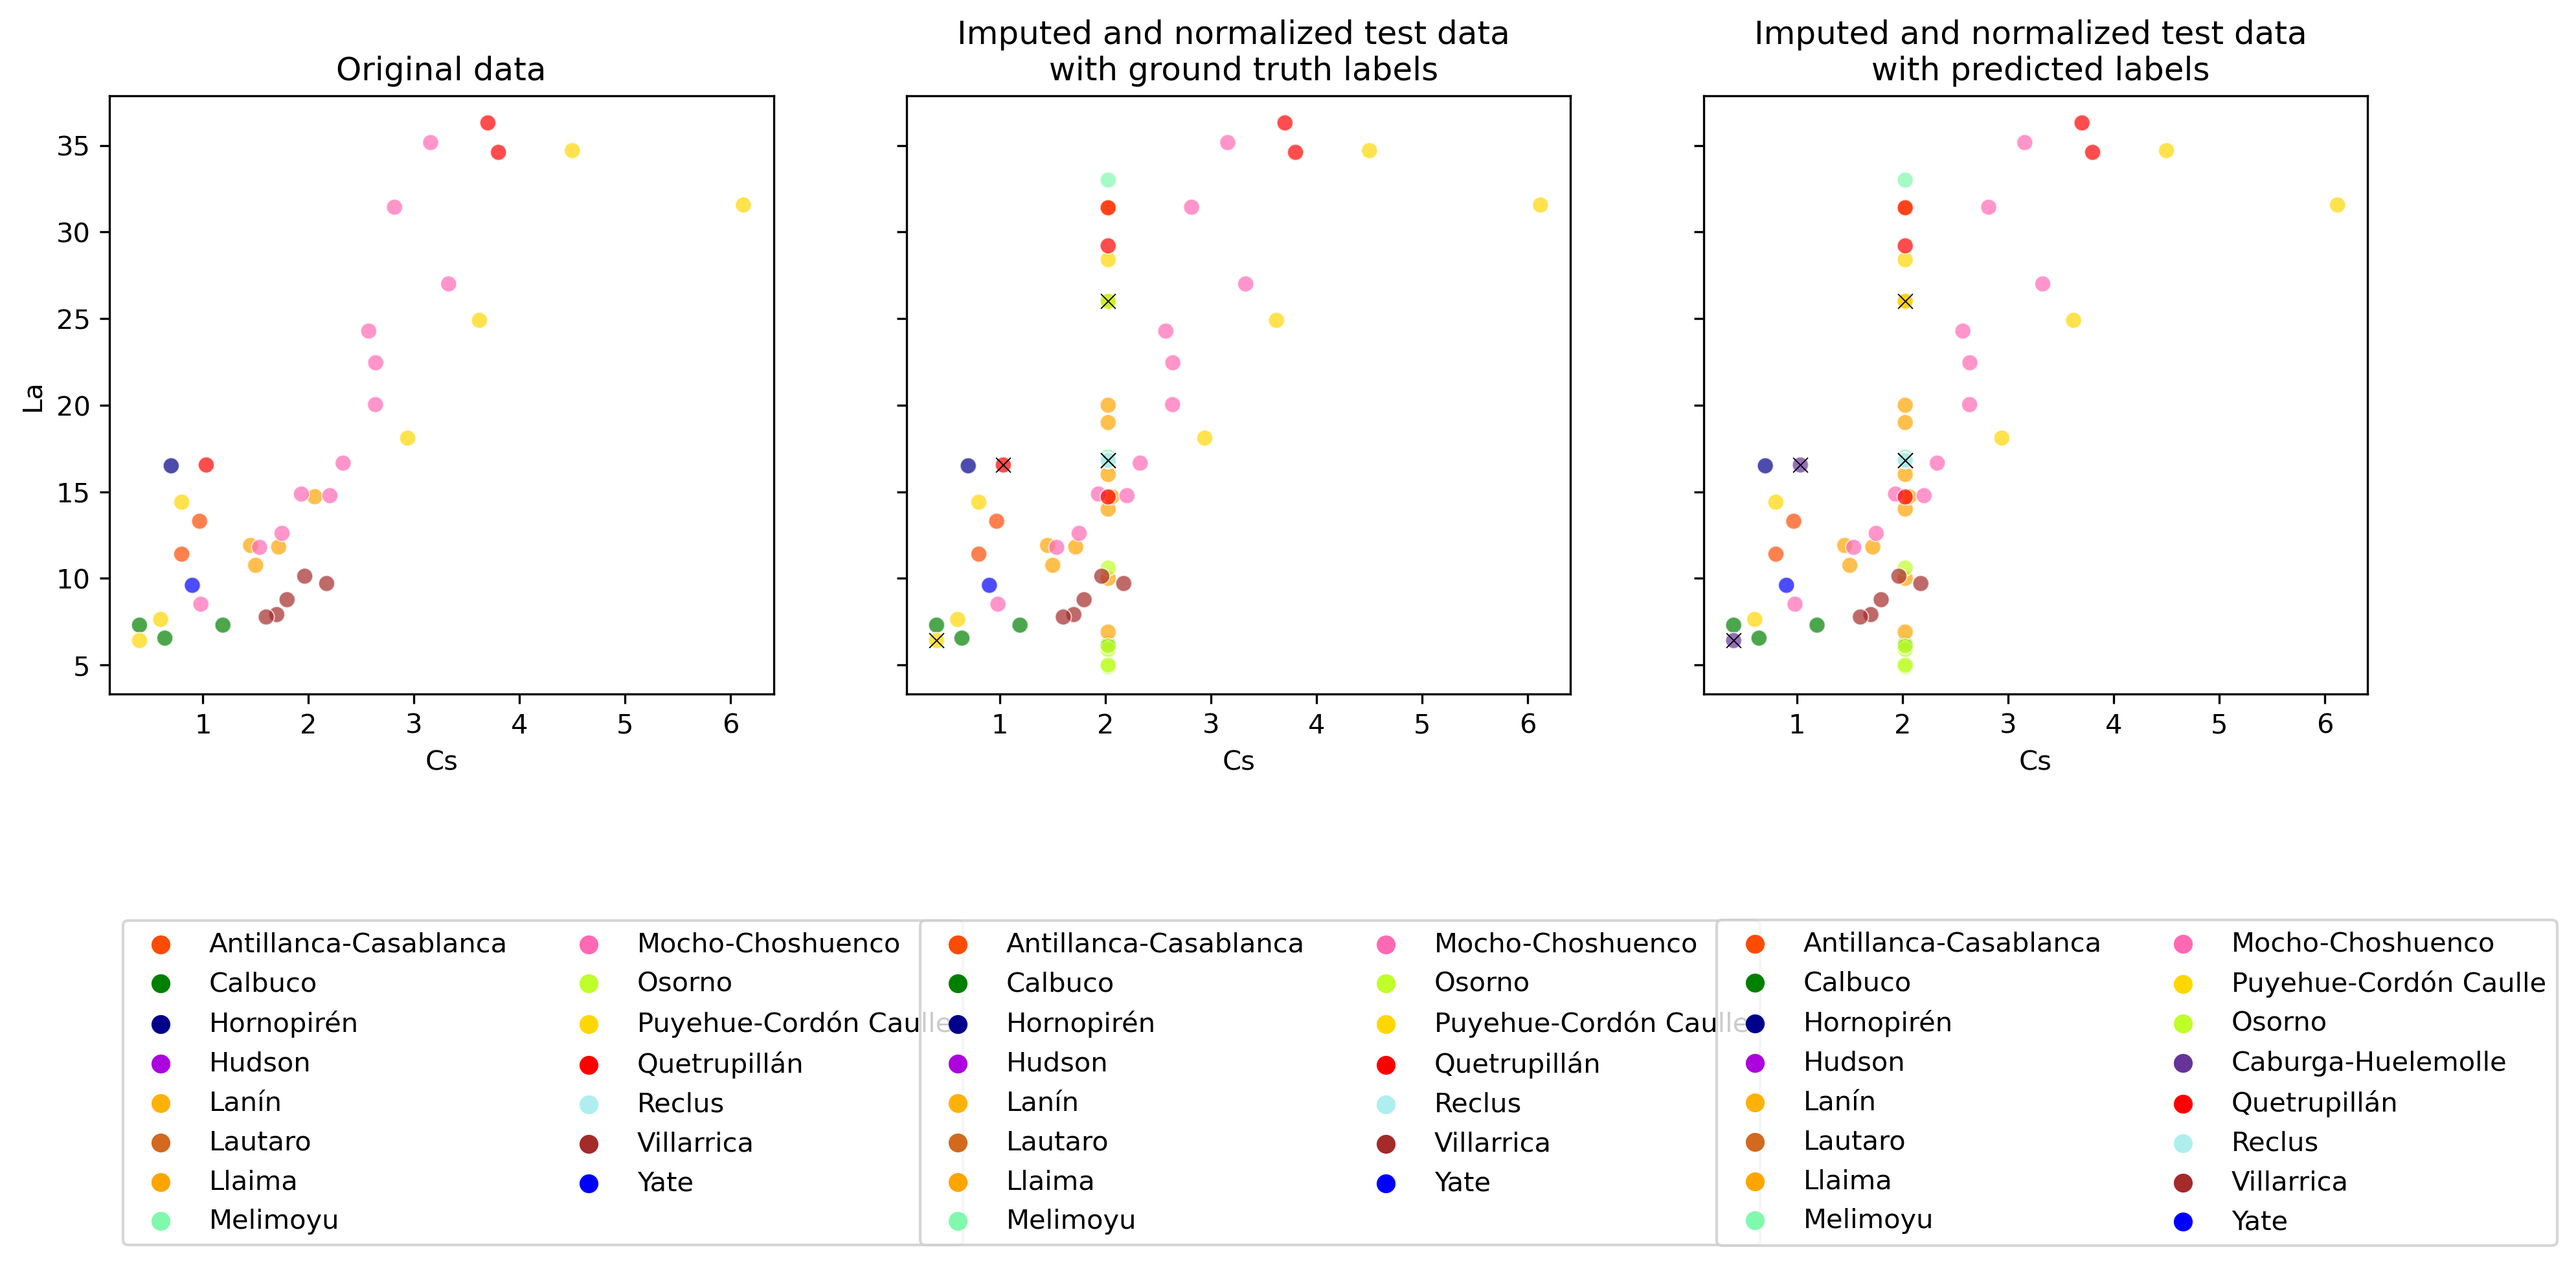 Original data
Imputed and normalized test data
with ground truth labels
Imputed and normalized test data
with predicted labels
La
35
30
25
20
15
10
5
1 2 3 4 5 6
Cs
1 2 3 4 5 6
Cs
1 2 3 4 5 6
Cs
Antillanca-Casablanca
Calbuco
Hornopirén
Hudson
Lanín
Lautaro
Llaima
Melimoyu
Mocho-Choshuenco
Osorno
Puyehue-Cordón Caulle
Quetrupillán
Reclus
Villarrica
Yate
Antillanca-Casablanca
Calbuco
Hornopirén
Hudson
Lanín
Lautaro
Llaima
Melimoyu
Mocho-Choshuenco
Osorno
Puyehue-Cordón Caulle
Quetrupillán
Reclus
Villarrica
Yate
Antillanca-Casablanca
Calbuco
Hornopirén
Hudson
Lanín
Lautaro
Llaima
Melimoyu
Mocho-Choshuenco
Puyehue-Cordón Caulle
Osorno
Caburga-Huelemolle
Quetrupillán
Reclus
Villarrica
Yate